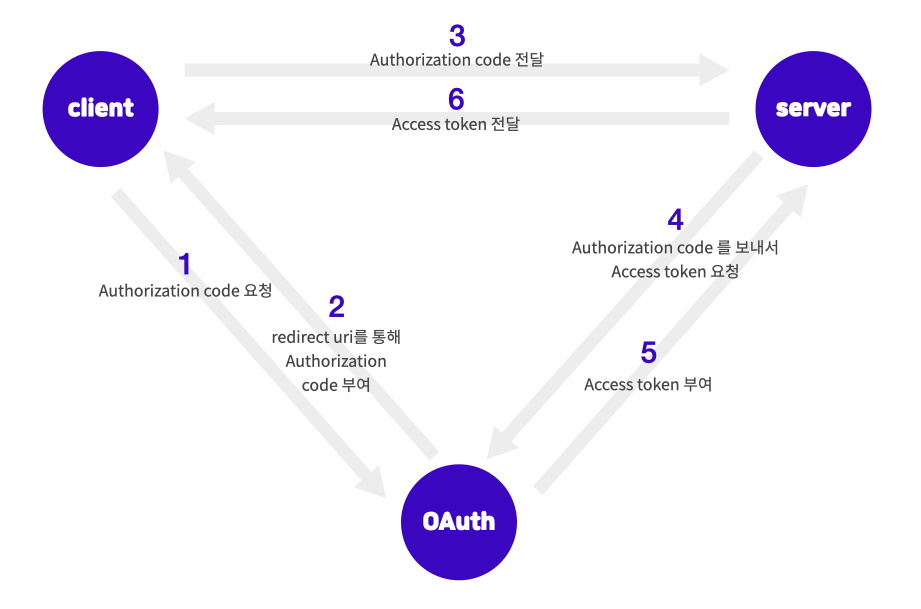 3
Authorization code 전달
client
6
Access token 전달
server
4
Authorization code 를 보내서
Access token 요청
1
Authorization code 요청
2
redirect uri를 통해
Authorization
code 부여
5
Access token 부여
OAuth